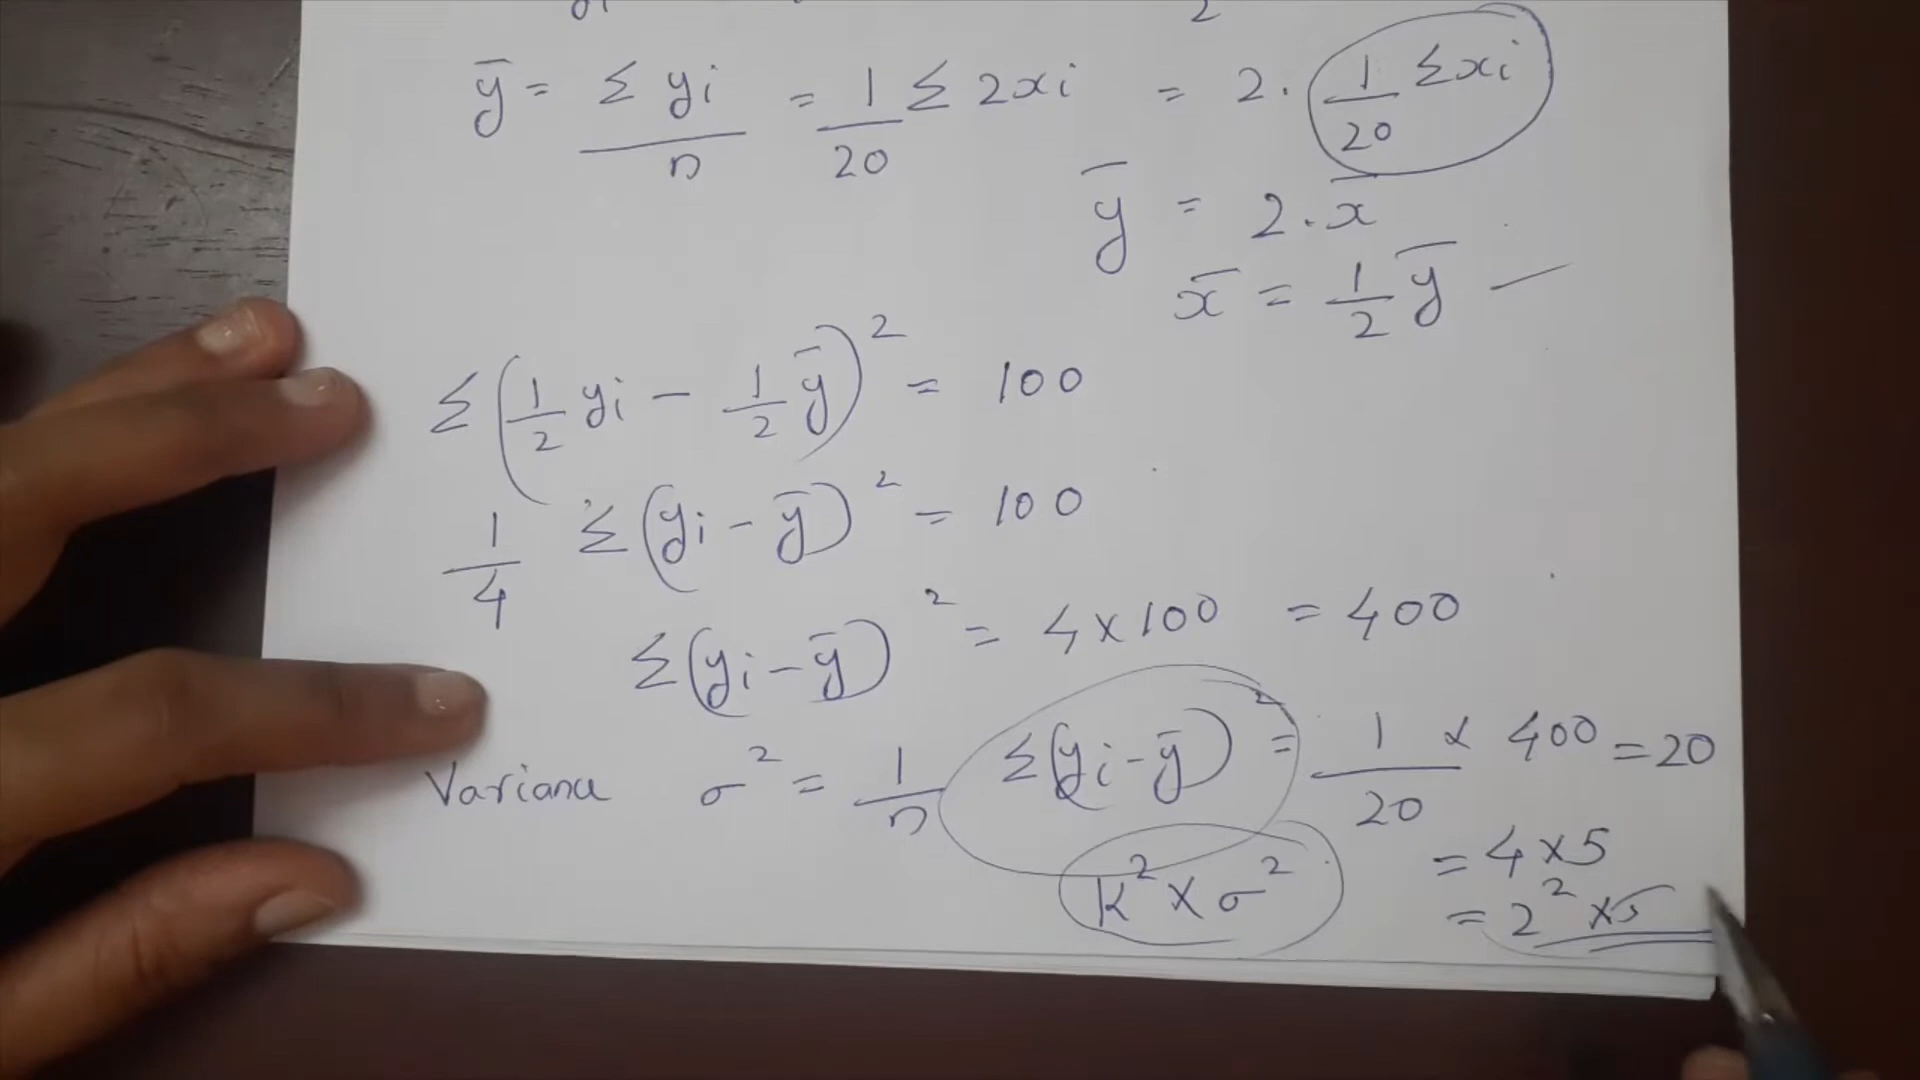 ȳ = Σ yi / n = 1/20 Σ 2xi = 2 · 1/20 Σxi
ȳ = 2 · x̄
x̄ = 1/2 ȳ —
Σ(1/2 yi − 1/2 ȳ)² = 100
1/4 Σ(yi − ȳ)² = 100
Σ(yi − ȳ)² = 4 × 100 = 400
Variance σ² = 1/n Σ(yi − ȳ)² = 1/20 × 400 = 20
= 4 × 5
k² × σ² = 2² × 5